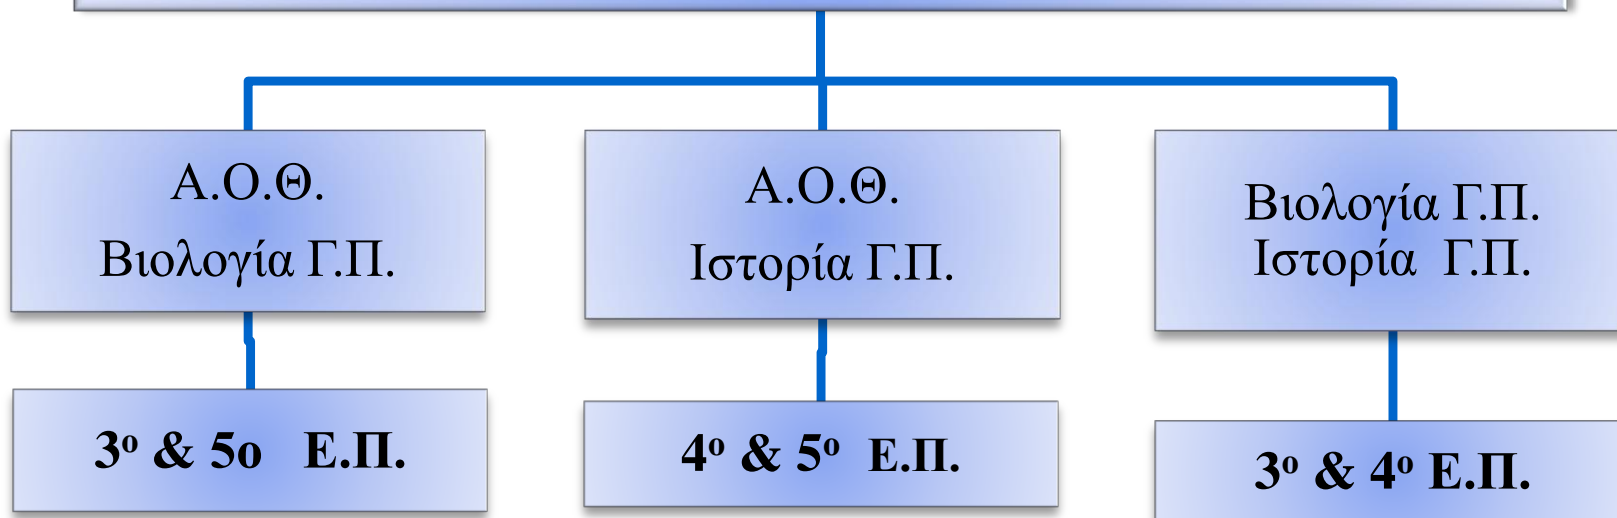 Α.Ο.Θ.
Βιολογία Γ.Π.
Α.Ο.Θ.
Ιστορία Γ.Π.
Βιολογία Γ.Π.
Ιστορία Γ.Π.
3ο & 5ο Ε.Π.
4ο & 5ο Ε.Π.
3ο & 4ο Ε.Π.